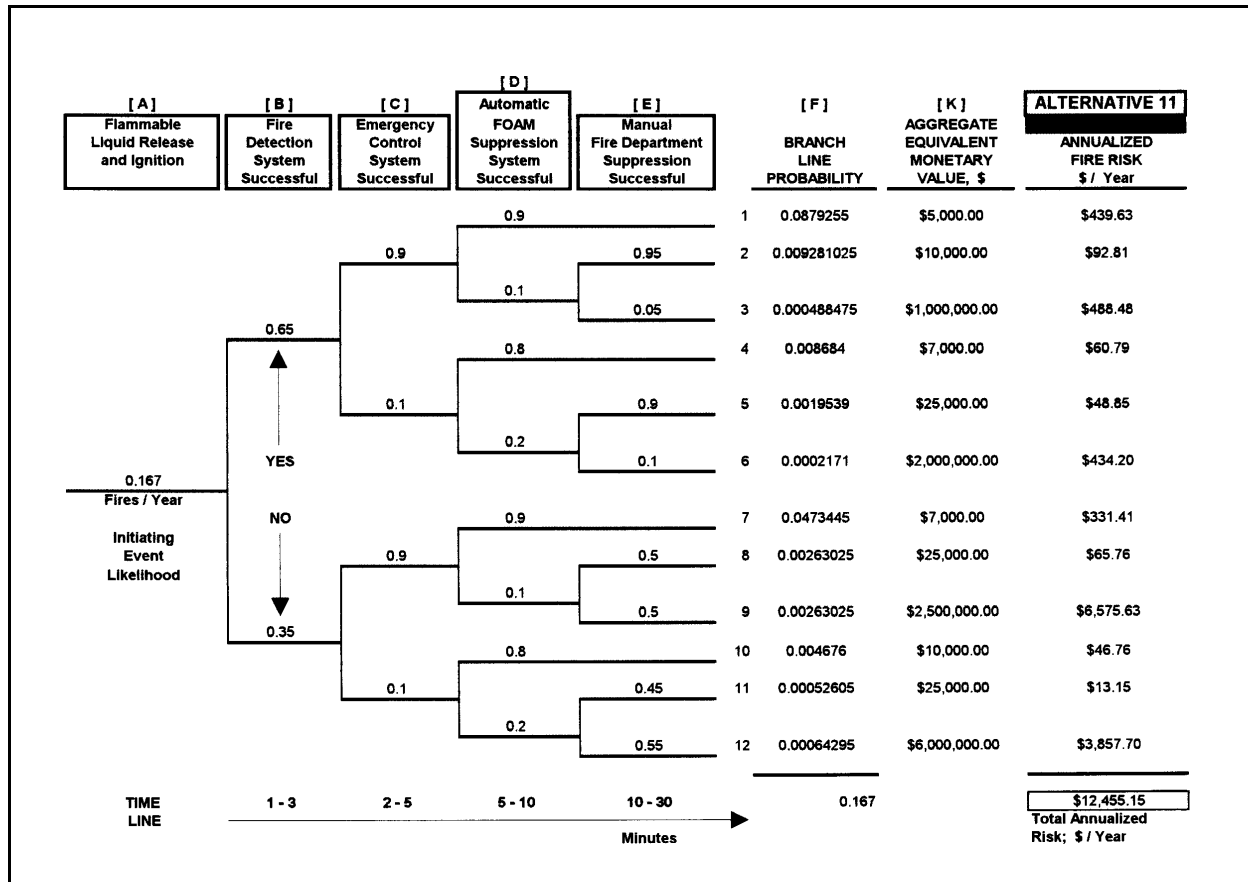 [ D ]
[ A ] [ B ] [ C ] Automatic [ E ] [ F ] [ K ] ALTERNATIVE 11
Flammable Fire Emergency FOAM Manual AGGREGATE
Liquid Release Detection Control Suppression Fire Department BRANCH EQUIVALENT ANNUALIZED
and Ignition System System System Suppression LINE MONETARY FIRE RISK
Successful Successful Successful Successful PROBABILITY VALUE, $ $ / Year
0.9 1 0.0879255 $5,000.00 $439.63
0.9 0.95 2 0.009281025 $10,000.00 $92.81
0.1
0.05 3 0.000488475 $1,000,000.00 $488.48
0.65
0.8 4 0.008684 $7,000.00 $60.79
0.1 0.9 5 0.0019539 $25,000.00 $48.85
0.2
YES 0.1 6 0.0002171 $2,000,000.00 $434.20
0.167
Fires / Year
NO 0.9 7 0.0473445 $7,000.00 $331.41
Initiating
Event 0.9 0.5 8 0.00263025 $25,000.00 $65.76
Likelihood
0.1
0.5 9 0.00263025 $2,500,000.00 $6,575.63
0.35
0.8 10 0.004676 $10,000.00 $46.76
0.1 0.45 11 0.00052605 $25,000.00 $13.15
0.2
0.55 12 0.00064295 $6,000,000.00 $3,857.70
TIME 1 - 3 2 - 5 5 - 10 10 - 30 0.167 $12,455.15
LINE Total Annualized
Minutes Risk; $ / Year